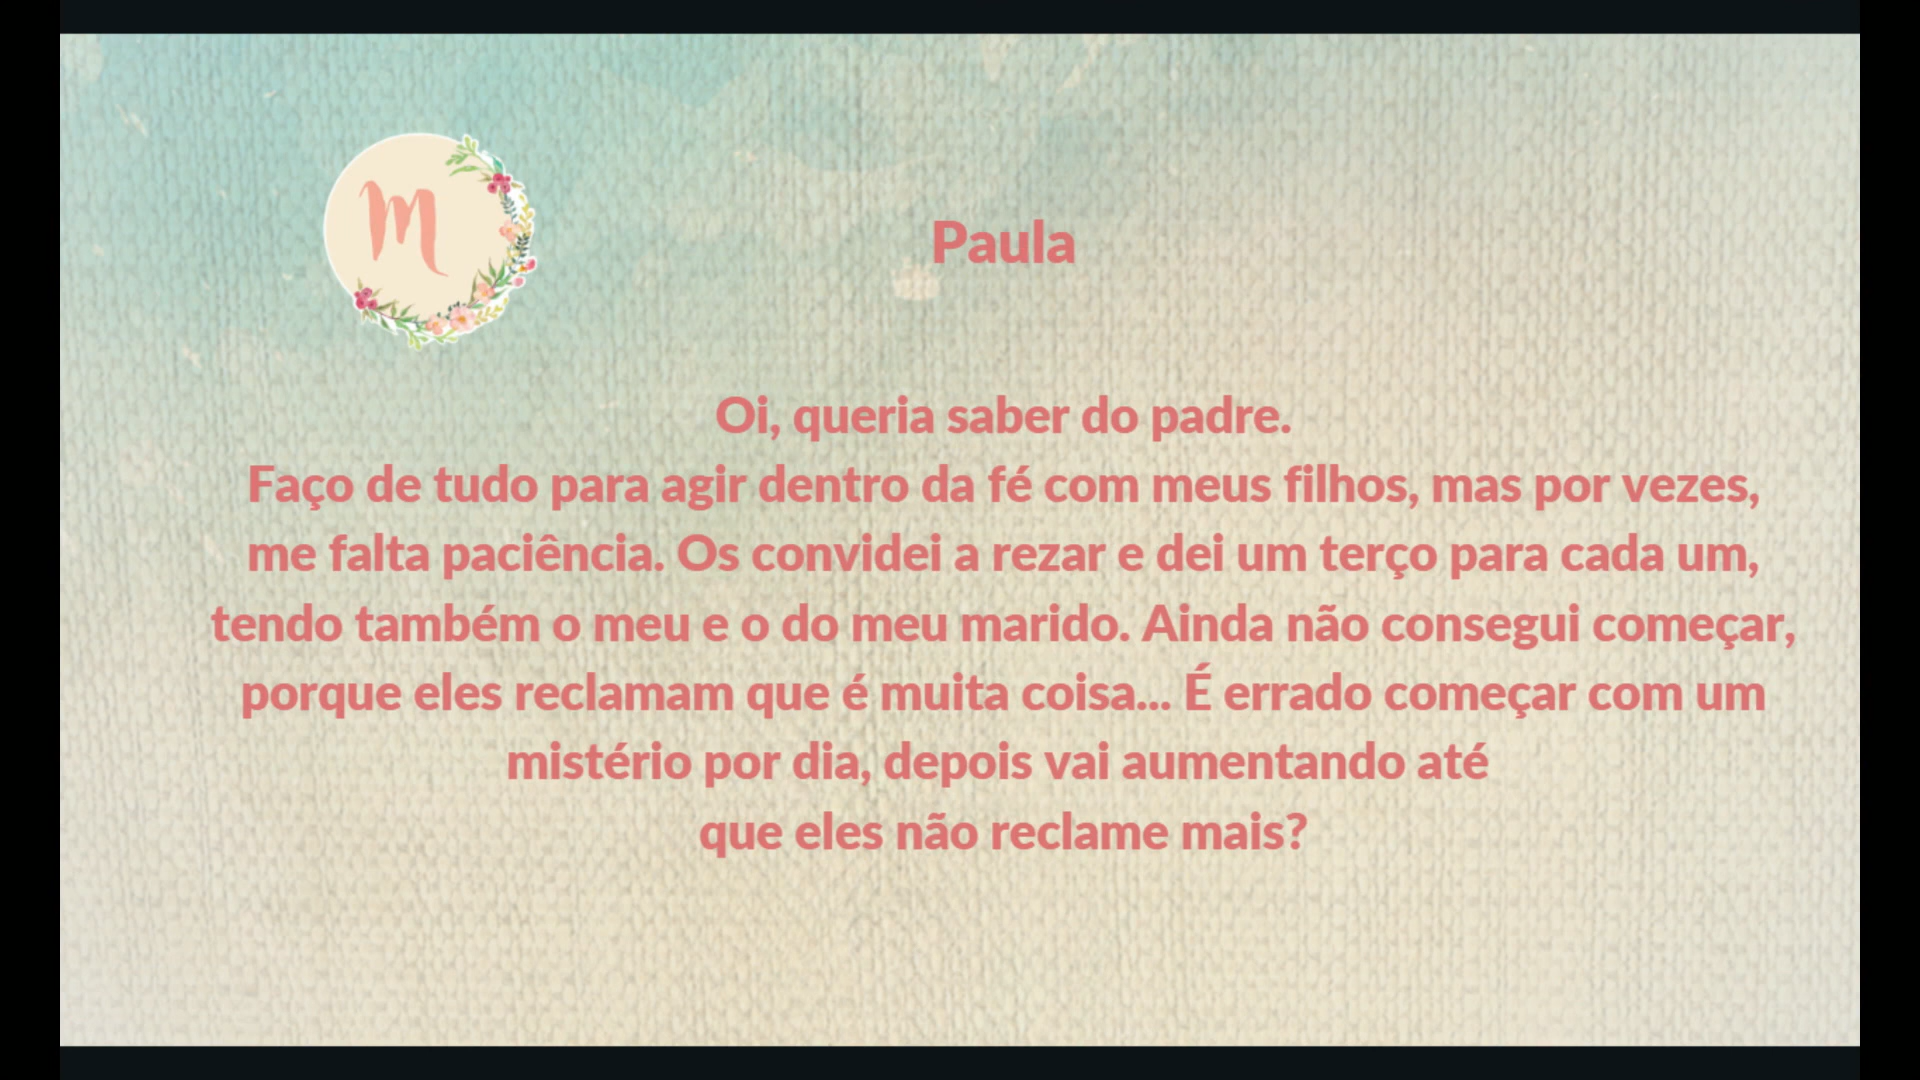 M
Paula
Oi, queria saber do padre.
Faço de tudo para agir dentro da fé com meus filhos, mas por vezes,
me falta paciência. Os convidei a rezar e dei um terço para cada um,
tendo também o meu e o do meu marido. Ainda não consegui começar,
porque eles reclamam que é muita coisa... É errado começar com um
mistério por dia, depois vai aumentando até
que eles não reclame mais?